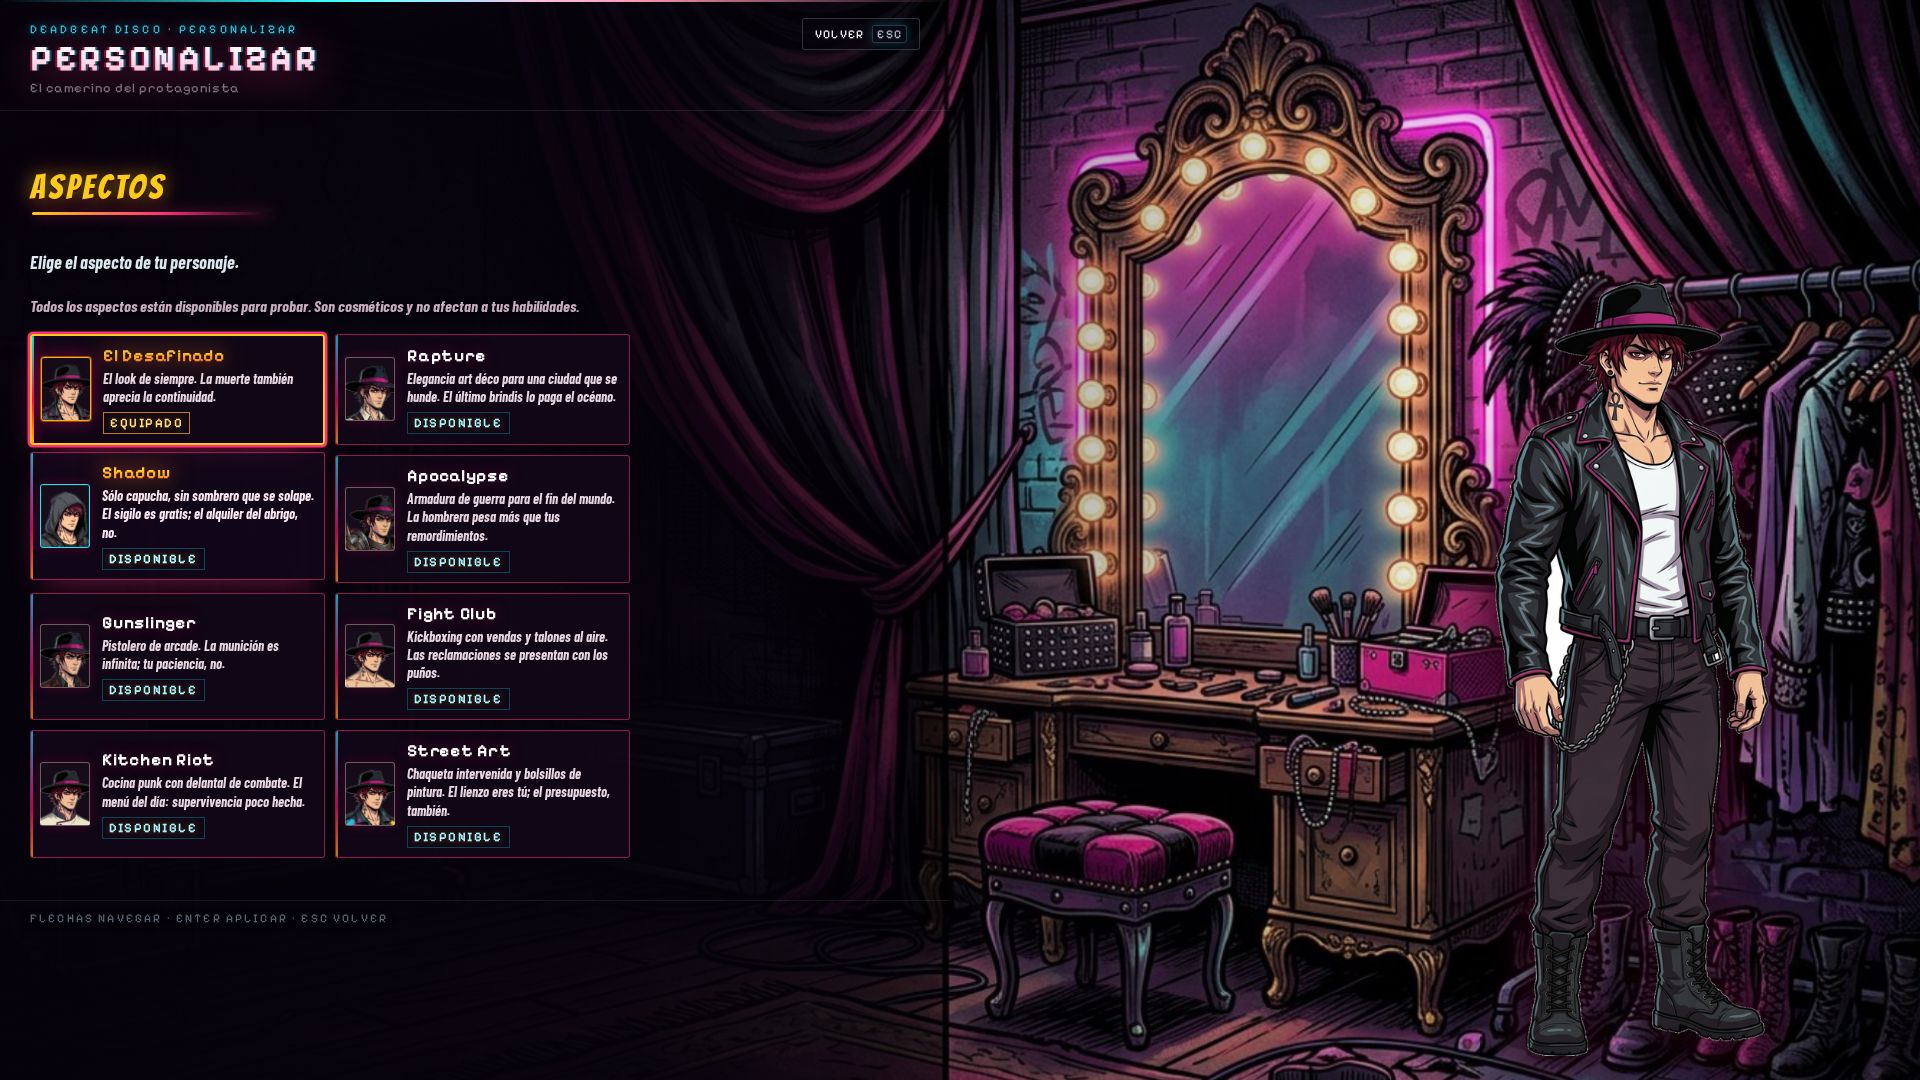 DEADBEAT DISCO · PERSONALIZAR
PERSONALIZAR
El camerino del protagonista
VOLVER ESC
ASPECTOS
Elige el aspecto de tu personaje.
Todos los aspectos están disponibles para probar. Son cosméticos y no afectan a tus habilidades.
El Desafinado
El look de siempre. La muerte también
aprecia la continuidad.
EQUIPADO
Rapture
Elegancia art déco para una ciudad que se
hunde. El último brindis lo paga el océano.
DISPONIBLE
Shadow
Sólo capucha, sin sombrero que se solape.
El sigilo es gratis; el alquiler del abrigo,
no.
DISPONIBLE
Apocalypse
Armadura de guerra para el fin del mundo.
La hombrera pesa más que tus
remordimientos.
DISPONIBLE
Gunslinger
Pistolero de arcade. La munición es
infinita; tu paciencia, no.
DISPONIBLE
Fight Club
Kickboxing con vendas y talones al aire.
Las reclamaciones se presentan con los
puños.
DISPONIBLE
Kitchen Riot
Cocina punk con delantal de combate. El
menú del día: supervivencia poco hecha.
DISPONIBLE
Street Art
Chaqueta intervenida y bolsillos de
pintura. El lienzo eres tú; el presupuesto,
también.
DISPONIBLE
FLECHAS NAVEGAR · ENTER APLICAR · ESC VOLVER